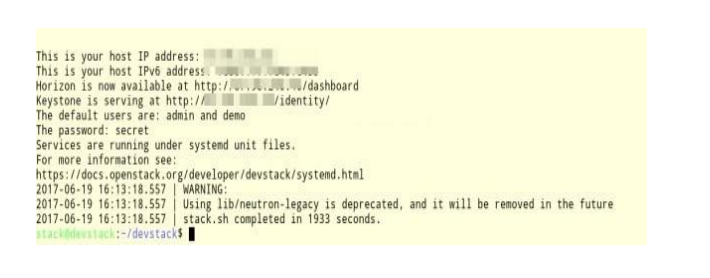 This is your host IP address:
This is your host IPv6 address:
Horizon is now available at http://           /dashboard
Keystone is serving at http://           /identity/
The default users are: admin and demo
The password: secret
Services are running under systemd unit files.
For more information see:
https://docs.openstack.org/developer/devstack/systemd.html
2017-06-19 16:13:18.557 | WARNING:
2017-06-19 16:13:18.557 | Using lib/neutron-legacy is deprecated, and it will be removed in the future
2017-06-19 16:13:18.557 | stack.sh completed in 1933 seconds.
stack@devstack:~/devstack$